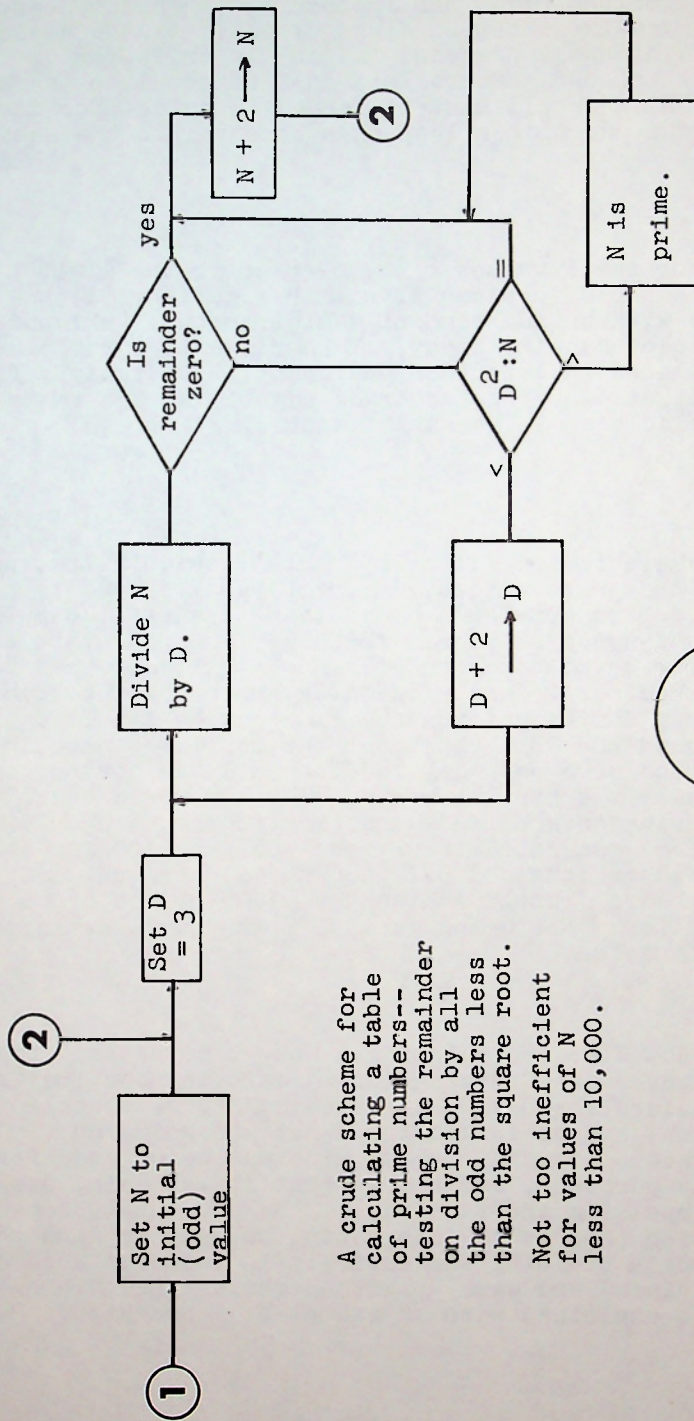 1
Set N to
initial
(odd)
value
2
Set D
= 3
Divide N
by D.
Is
remainder
zero?
yes
no
N + 2 ⟶ N
2
D² : N
<
=
>
D + 2
⟶ D
N is
prime.
A crude scheme for
calculating a table
of prime numbers--
testing the remainder
on division by all
the odd numbers less
than the square root.
Not too inefficient
for values of N
less than 10,000.